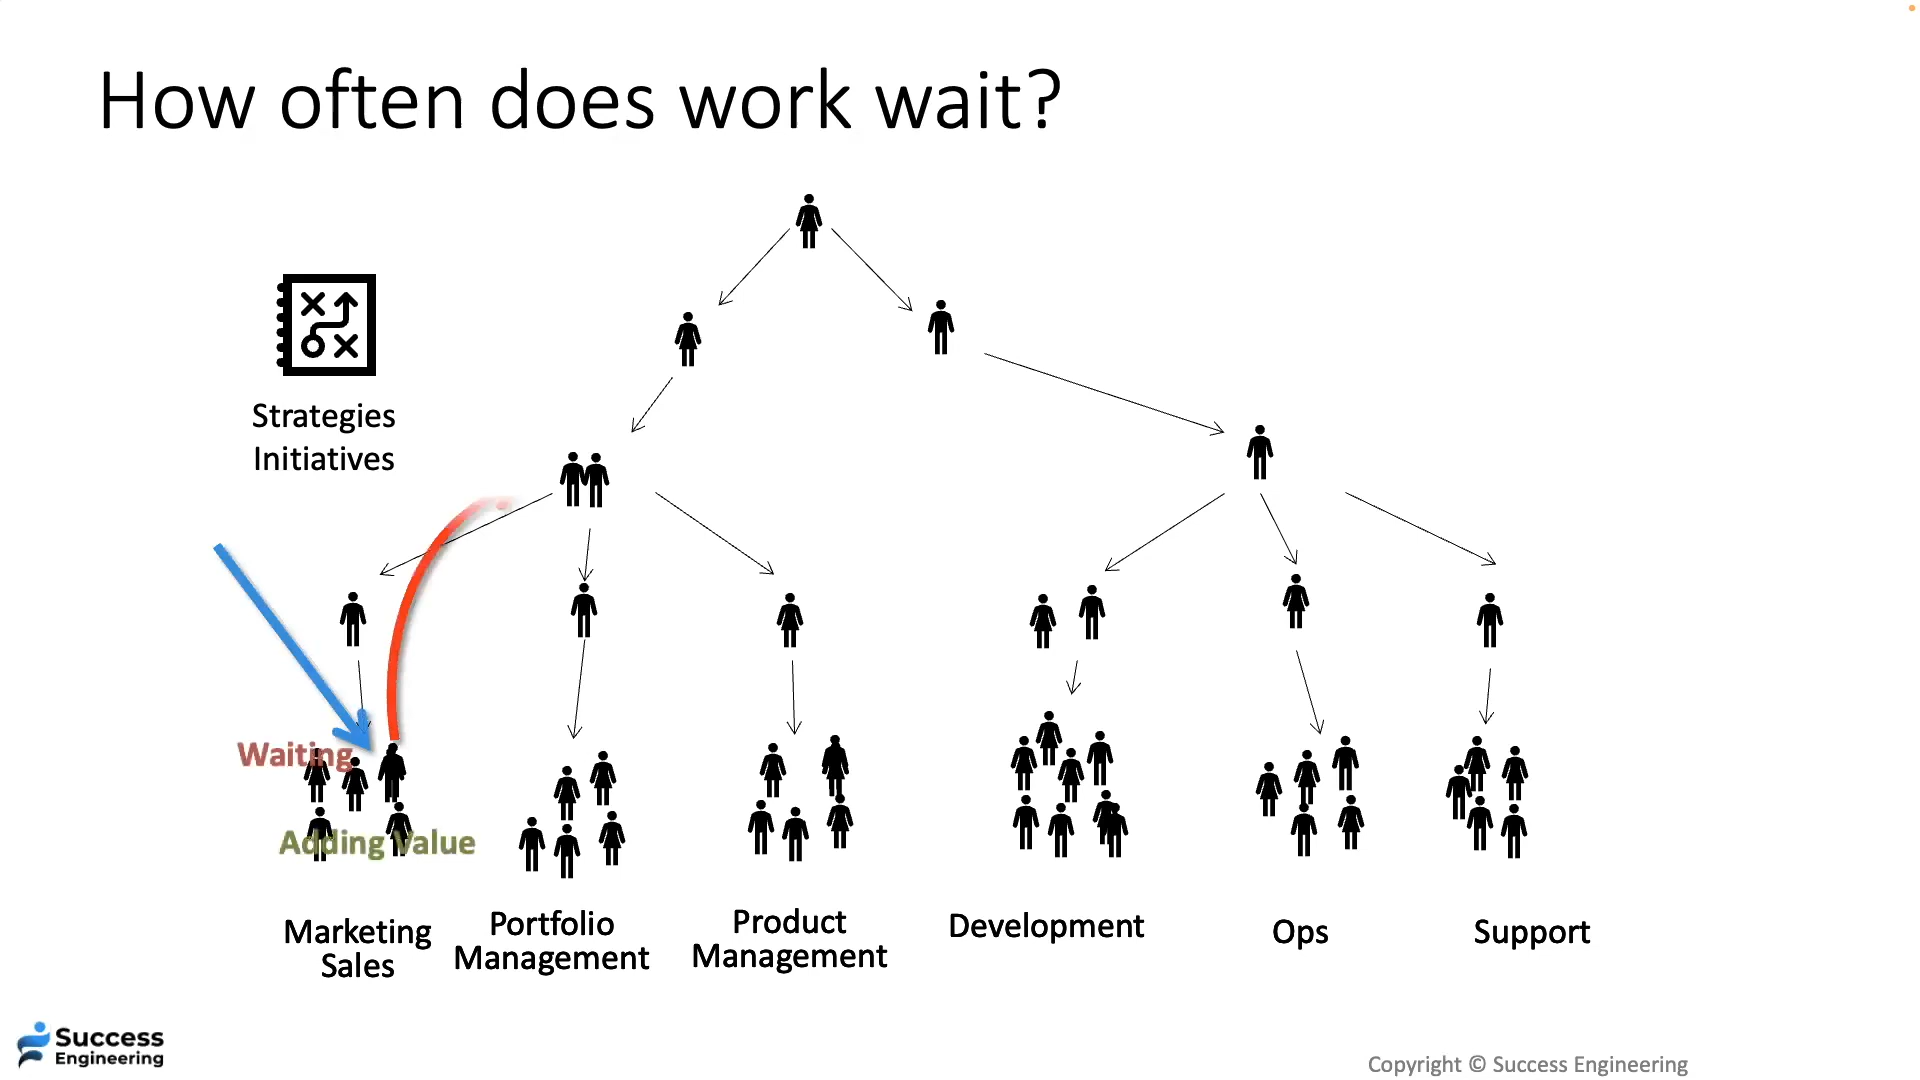 How often does work wait?
Strategies
Initiatives
Waiting
Adding Value
Marketing
Sales
Portfolio
Management
Product
Management
Development
Ops
Support
Success
Engineering
Copyright © Success Engineering